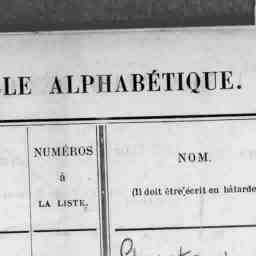 LE ALPHABÉTIQUE.
NUMÉROS
à
LA LISTE.
NOM.
(Il doit être écrit en bâtarde